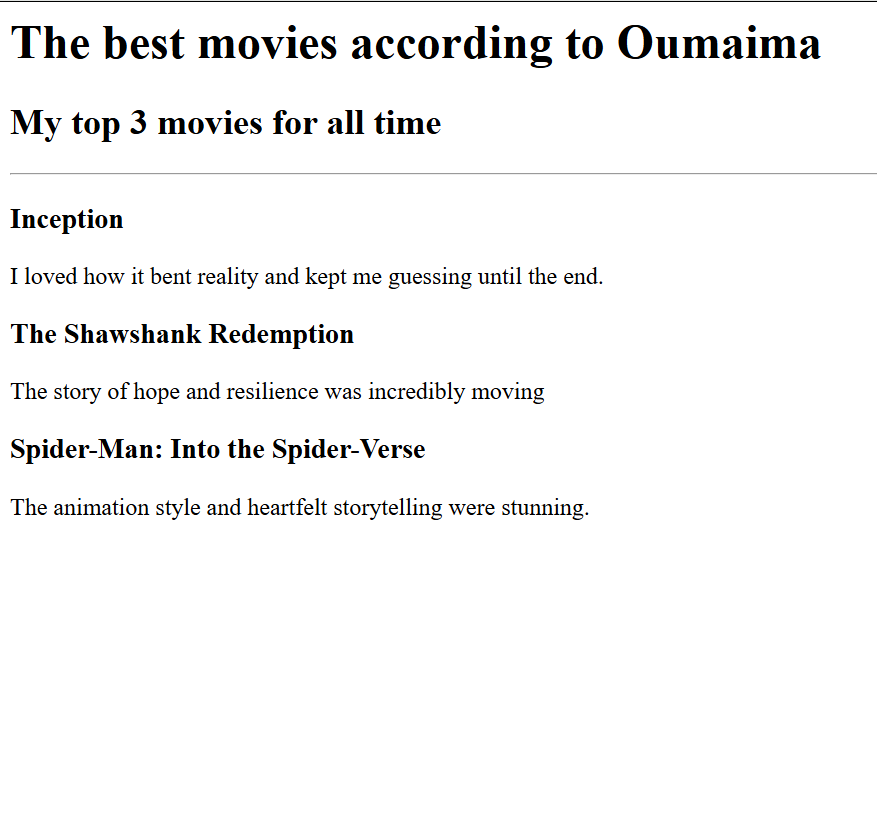 The best movies according to Oumaima
My top 3 movies for all time
Inception
I loved how it bent reality and kept me guessing until the end.
The Shawshank Redemption
The story of hope and resilience was incredibly moving
Spider-Man: Into the Spider-Verse
The animation style and heartfelt storytelling were stunning.